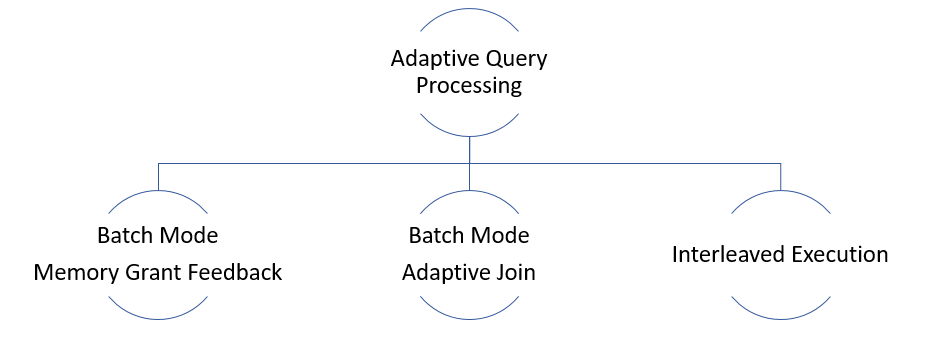 Adaptive Query
Processing
Batch Mode
Memory Grant Feedback
Batch Mode
Adaptive Join
Interleaved Execution